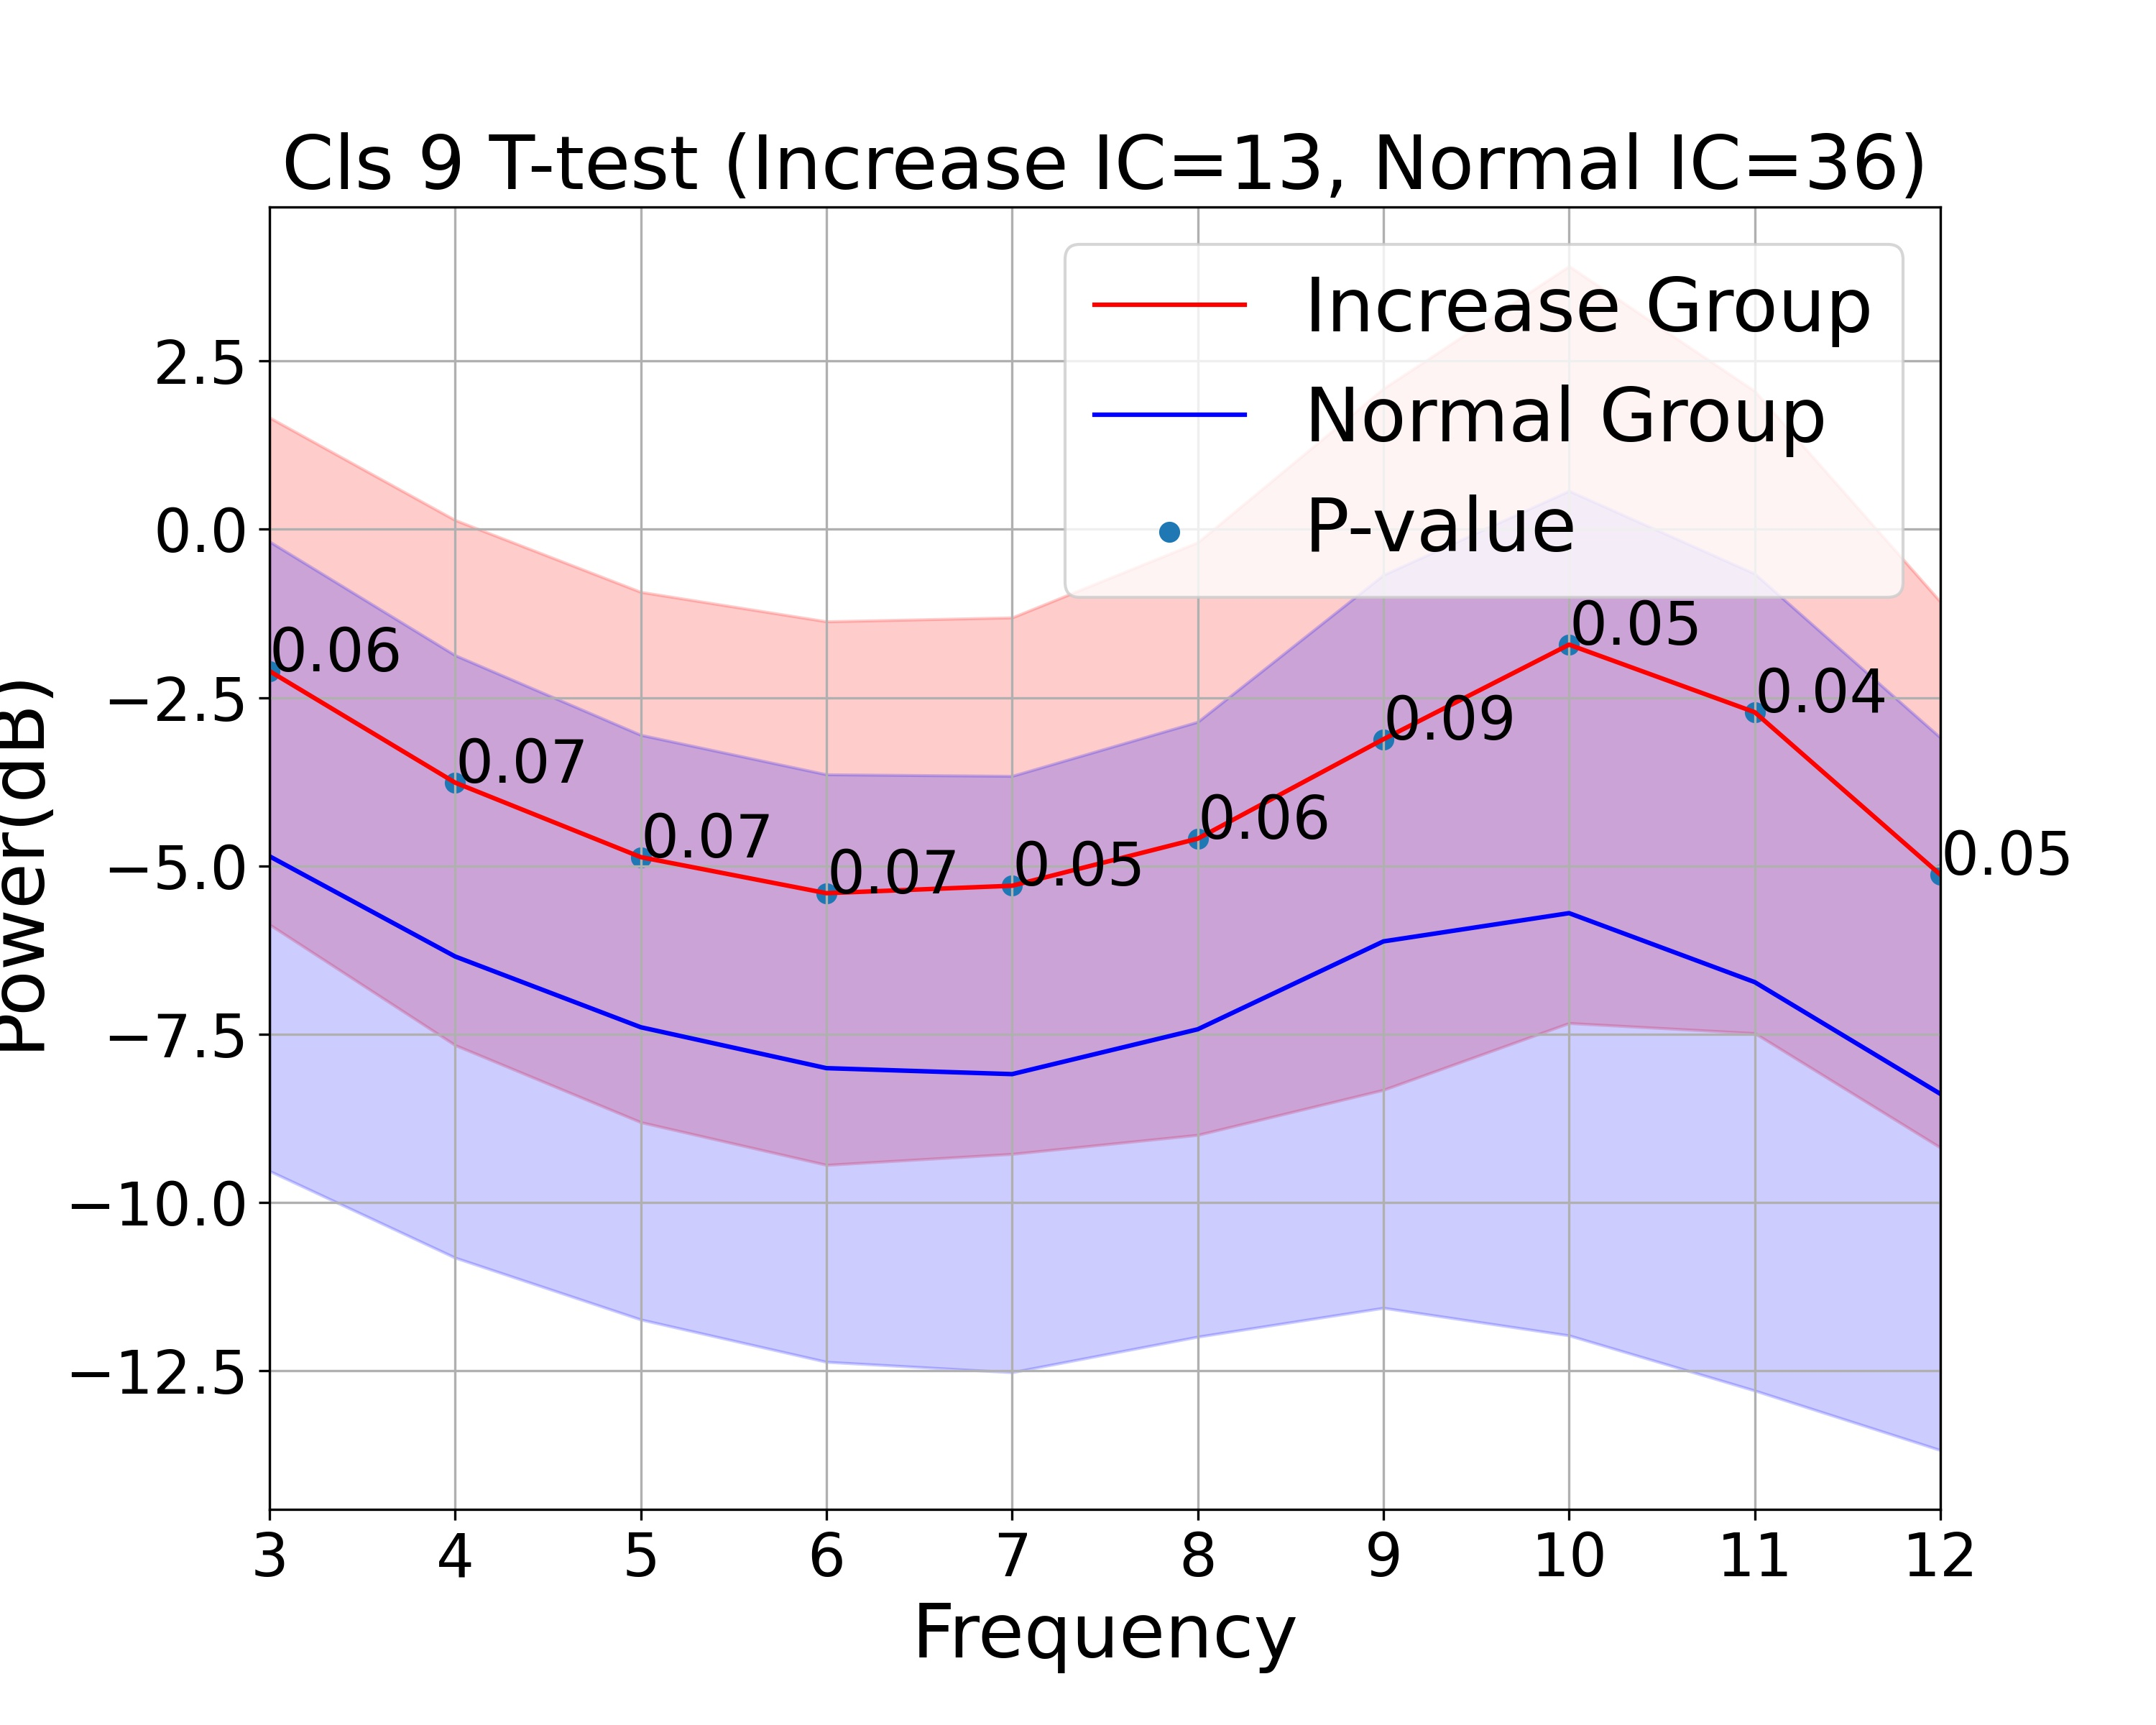 Cls 9 T-test (Increase IC=13, Normal IC=36)
Increase Group
Normal Group
P-value
2.5
0.0
−2.5
−5.0
−7.5
−10.0
−12.5
Power(dB)
0.06
0.07
0.07
0.07
0.05
0.06
0.09
0.05
0.04
0.05
3 4 5 6 7 8 9 10 11 12
Frequency